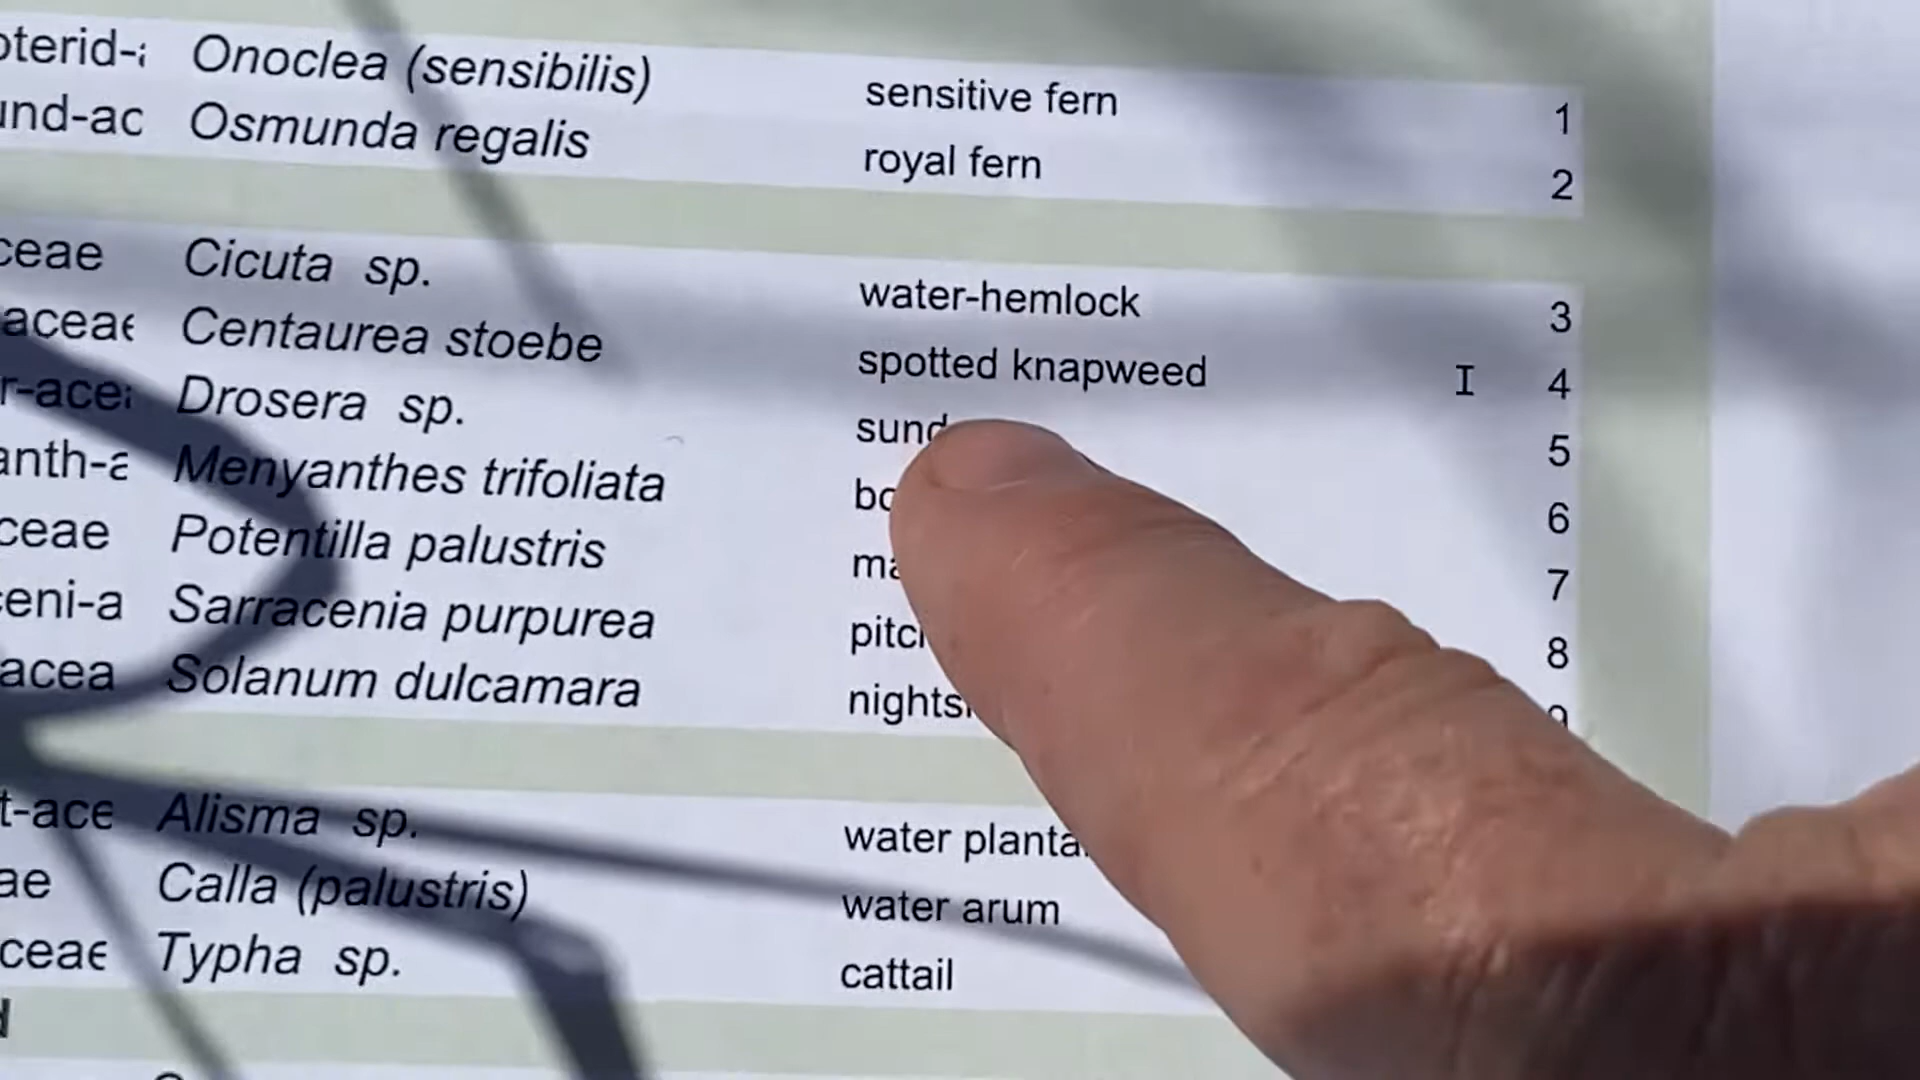 oterid-a Onoclea (sensibilis) sensitive fern 1
und-ac Osmunda regalis royal fern 2
ceae Cicuta sp. water-hemlock 3
aceae Centaurea stoebe spotted knapweed I 4
r-acea Drosera sp. sund 5
anth-a Menyanthes trifoliata bo 6
ceae Potentilla palustris ma 7
ceni-a Sarracenia purpurea pitc 8
acea Solanum dulcamara nights 9
t-ace Alisma sp. water planta
ae Calla (palustris) water arum
ceae Typha sp. cattail